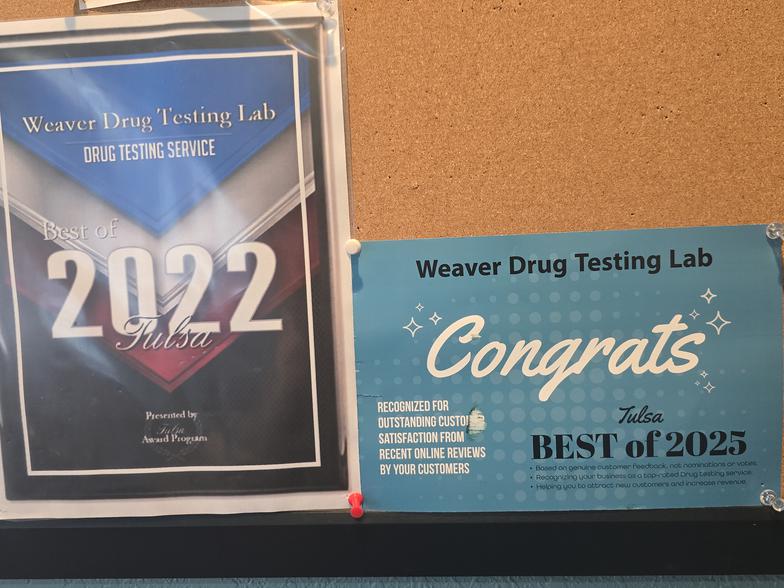 Weaver Drug Testing Lab
DRUG TESTING SERVICE
Best of
2022
Tulsa
Presented by
Tulsa
Award Program
Weaver Drug Testing Lab
Congrats
RECOGNIZED FOR
OUTSTANDING CUSTO
SATISFACTION FROM
RECENT ONLINE REVIEWS
BY YOUR CUSTOMERS
Tulsa
BEST of 2025
• Based on genuine customer feedback, not nominations or votes.
• Recognizing your business as a top-rated Drug testing service.
• Helping you to attract new customers and increase revenue.